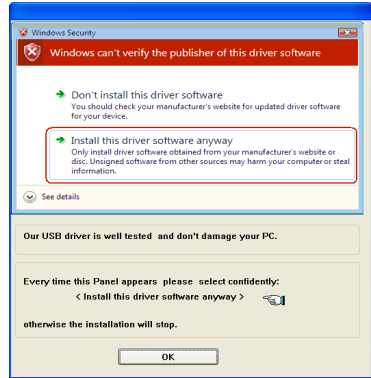 Windows Security
Windows can't verify the publisher of this driver software
Don't install this driver software
You should check your manufacturer's website for updated driver software
for your device.
Install this driver software anyway
Only install driver software obtained from your manufacturer's website or
disc. Unsigned software from other sources may harm your computer or steal
information.
See details
Our USB driver is well tested and don't damage your PC.
Every time this Panel appears please select confidently:
< Install this driver software anyway >
otherwise the installation will stop.
OK